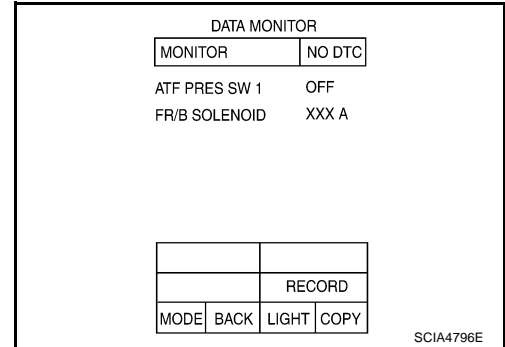 DATA MONITOR
MONITOR NO DTC
ATF PRES SW 1 OFF
FR/B SOLENOID XXX A
RECORD
MODE BACK LIGHT COPY
SCIA4796E